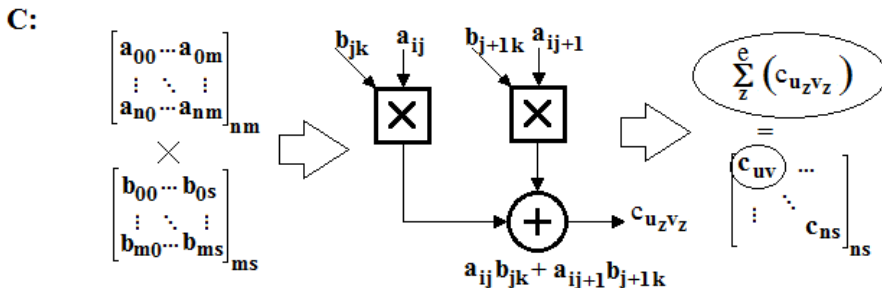 C:
a00 ··· a0m
⋮ ⋱ ⋮
an0 ··· anm
nm
×
b00 ··· b0s
⋮ ⋱ ⋮
bm0 ··· bms
ms
bjk aij bj+1k aij+1
× ×
+
cuzvz
aijbjk + aij+1bj+1k
e
∑ (cuzvz)
z
=
cuv ···
⋮ ⋱
cns
ns